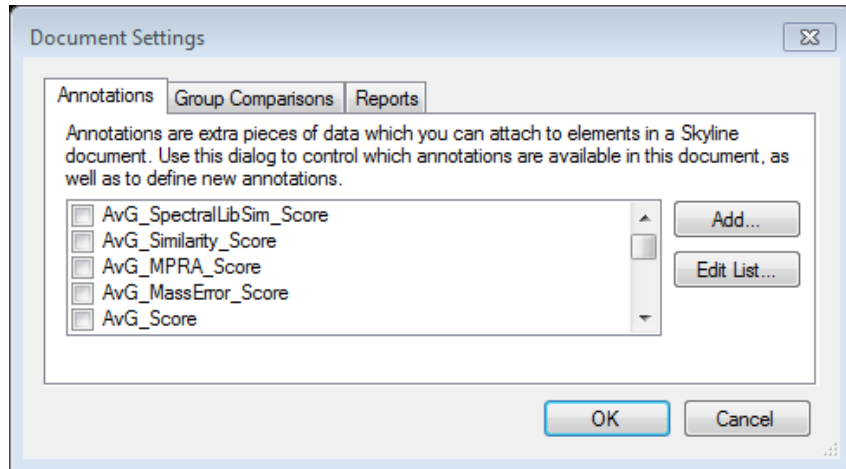 Document Settings
Annotations
Group Comparisons
Reports
Annotations are extra pieces of data which you can attach to elements in a Skyline
document. Use this dialog to control which annotations are available in this document, as
well as to define new annotations.
AvG_SpectralLibSim_Score
AvG_Similarity_Score
AvG_MPRA_Score
AvG_MassError_Score
AvG_Score
Add...
Edit List...
OK
Cancel